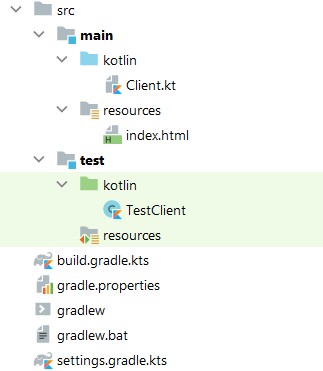 src
main
kotlin
Client.kt
resources
index.html
test
kotlin
TestClient
resources
build.gradle.kts
gradle.properties
gradlew
gradlew.bat
settings.gradle.kts